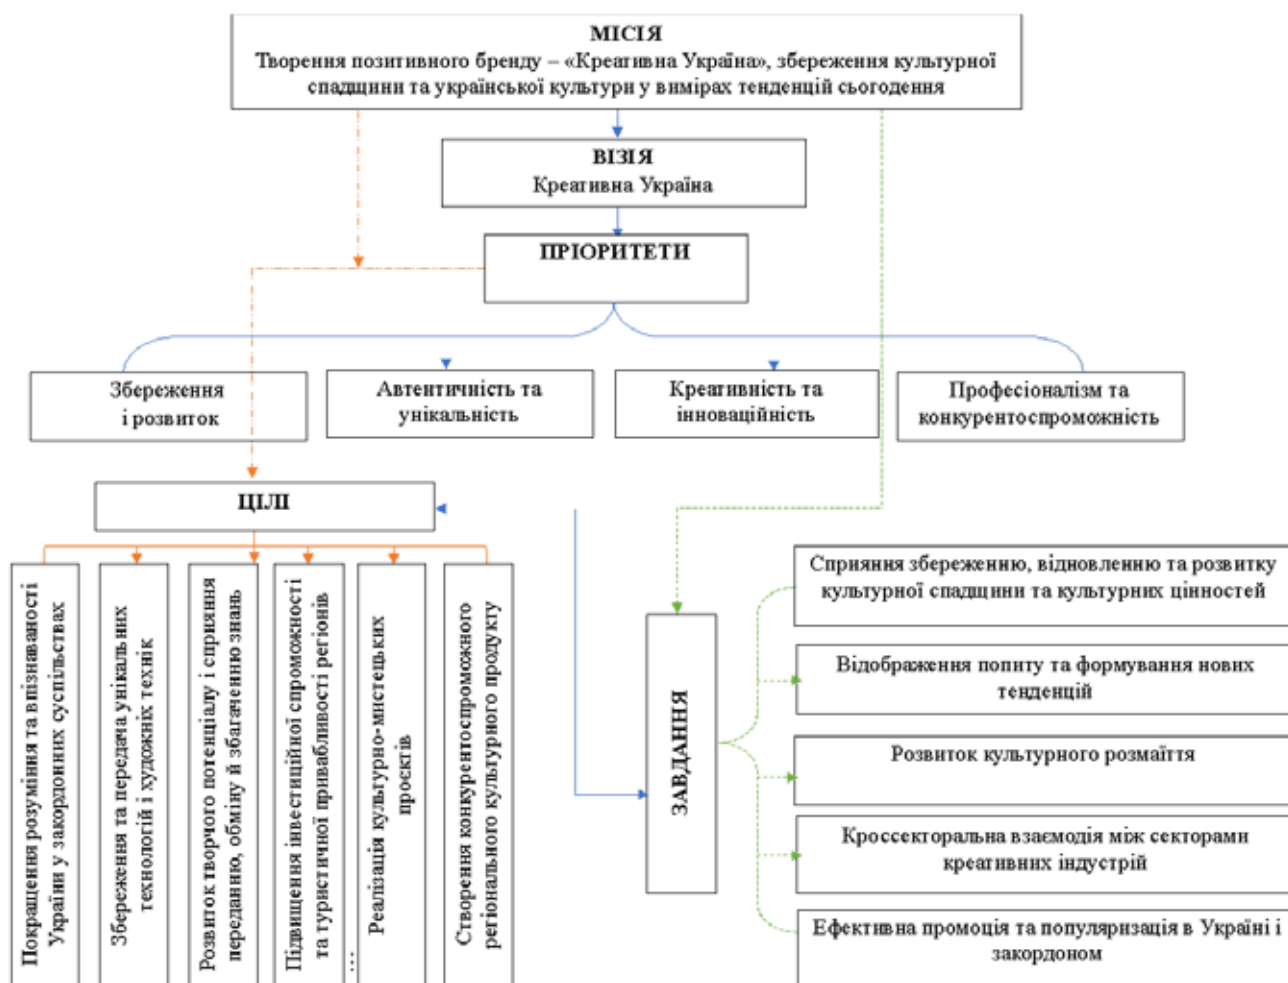 МІСІЯ
Творення позитивного бренду – «Креативна Україна», збереження культурної
спадщини та української культури у вимірах тенденцій сьогодення
ВІЗІЯ
Креативна Україна
ПРІОРИТЕТИ
Збереження
і розвиток
Автентичність та
унікальність
Креативність та
інноваційність
Професіоналізм та
конкурентоспроможність
ЦІЛІ
Покращення розуміння та впізнаваності
України у закордонних суспільствах
Збереження та передача унікальних
технологій і художніх технік
Розвиток творчого потенціалу і сприяння
переданню, обміну й збагаченню знань
Підвищення інвестиційної спроможності
та туристичної привабливості регіонів
...
Реалізація культурно-мистецьких
проєктів
Створення конкурентоспроможного
регіонального культурного продукту
ЗАВДАННЯ
Сприяння збереженню, відновленню та розвитку
культурної спадщини та культурних цінностей
Відображення попиту та формування нових
тенденцій
Розвиток культурного розмаїття
Кроссекторальна взаємодія між секторами
креативних індустрій
Ефективна промоція та популяризація в Україні і
закордоном